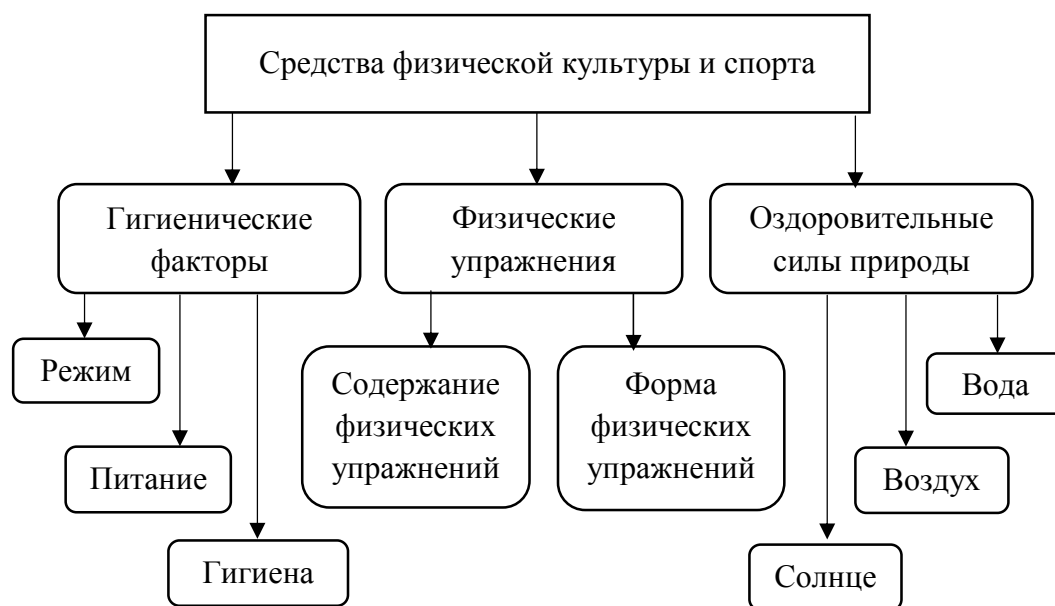 Средства физической культуры и спорта
Гигиенические
факторы
Физические
упражнения
Оздоровительные
силы природы
Режим
Питание
Гигиена
Содержание
физических
упражнений
Форма
физических
упражнений
Вода
Воздух
Солнце